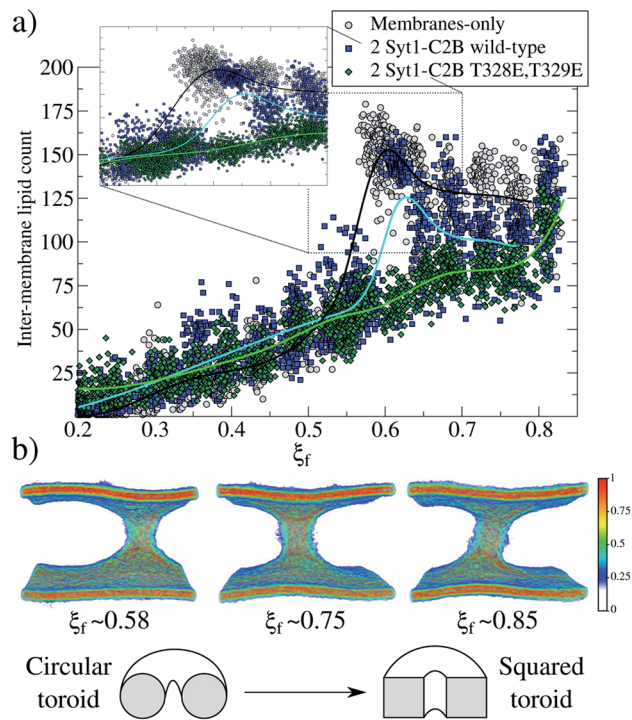 a)
Membranes-only
2 Syt1-C2B wild-type
2 Syt1-C2B T328E,T329E
Inter-membrane lipid count
200
175
150
125
100
75
50
25
0.2 0.3 0.4 0.5 0.6 0.7 0.8
ξf
b)
1
0.75
0.5
0.25
0
ξf ~0.58 ξf ~0.75 ξf ~0.85
Circular
toroid
Squared
toroid